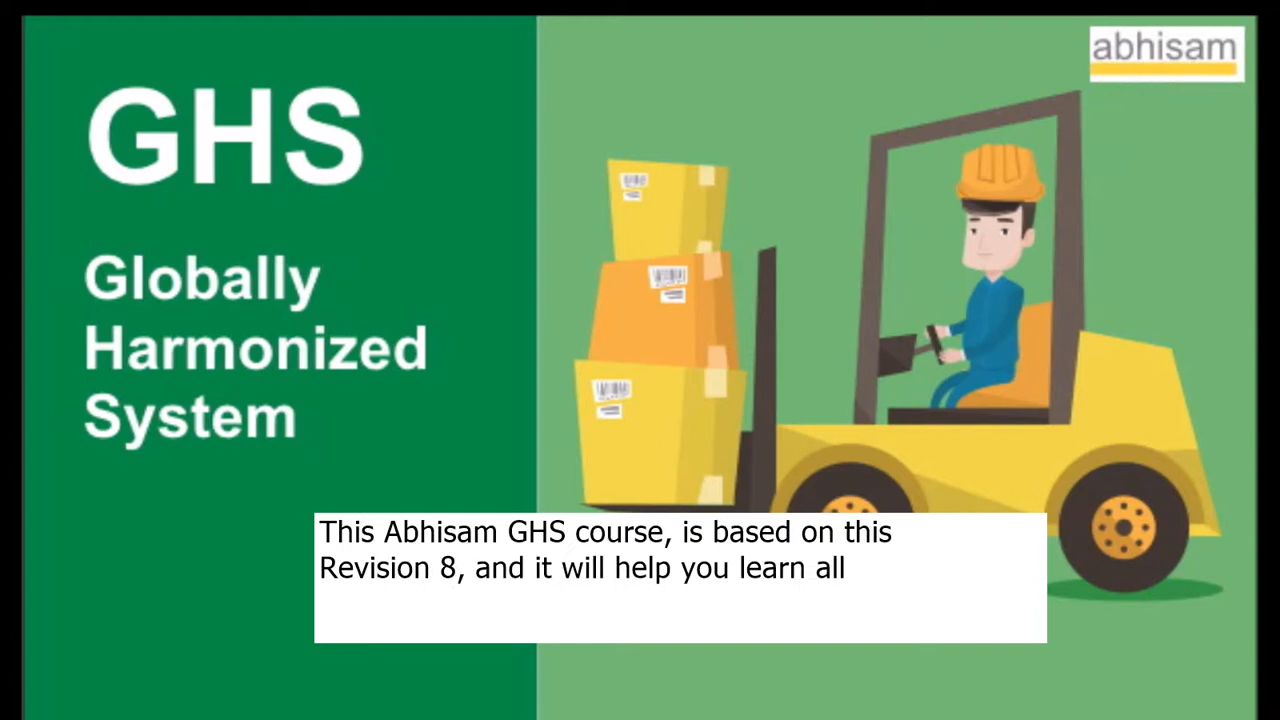 GHS
Globally
Harmonized
System
abhisam
This Abhisam GHS course, is based on this
Revision 8, and it will help you learn all